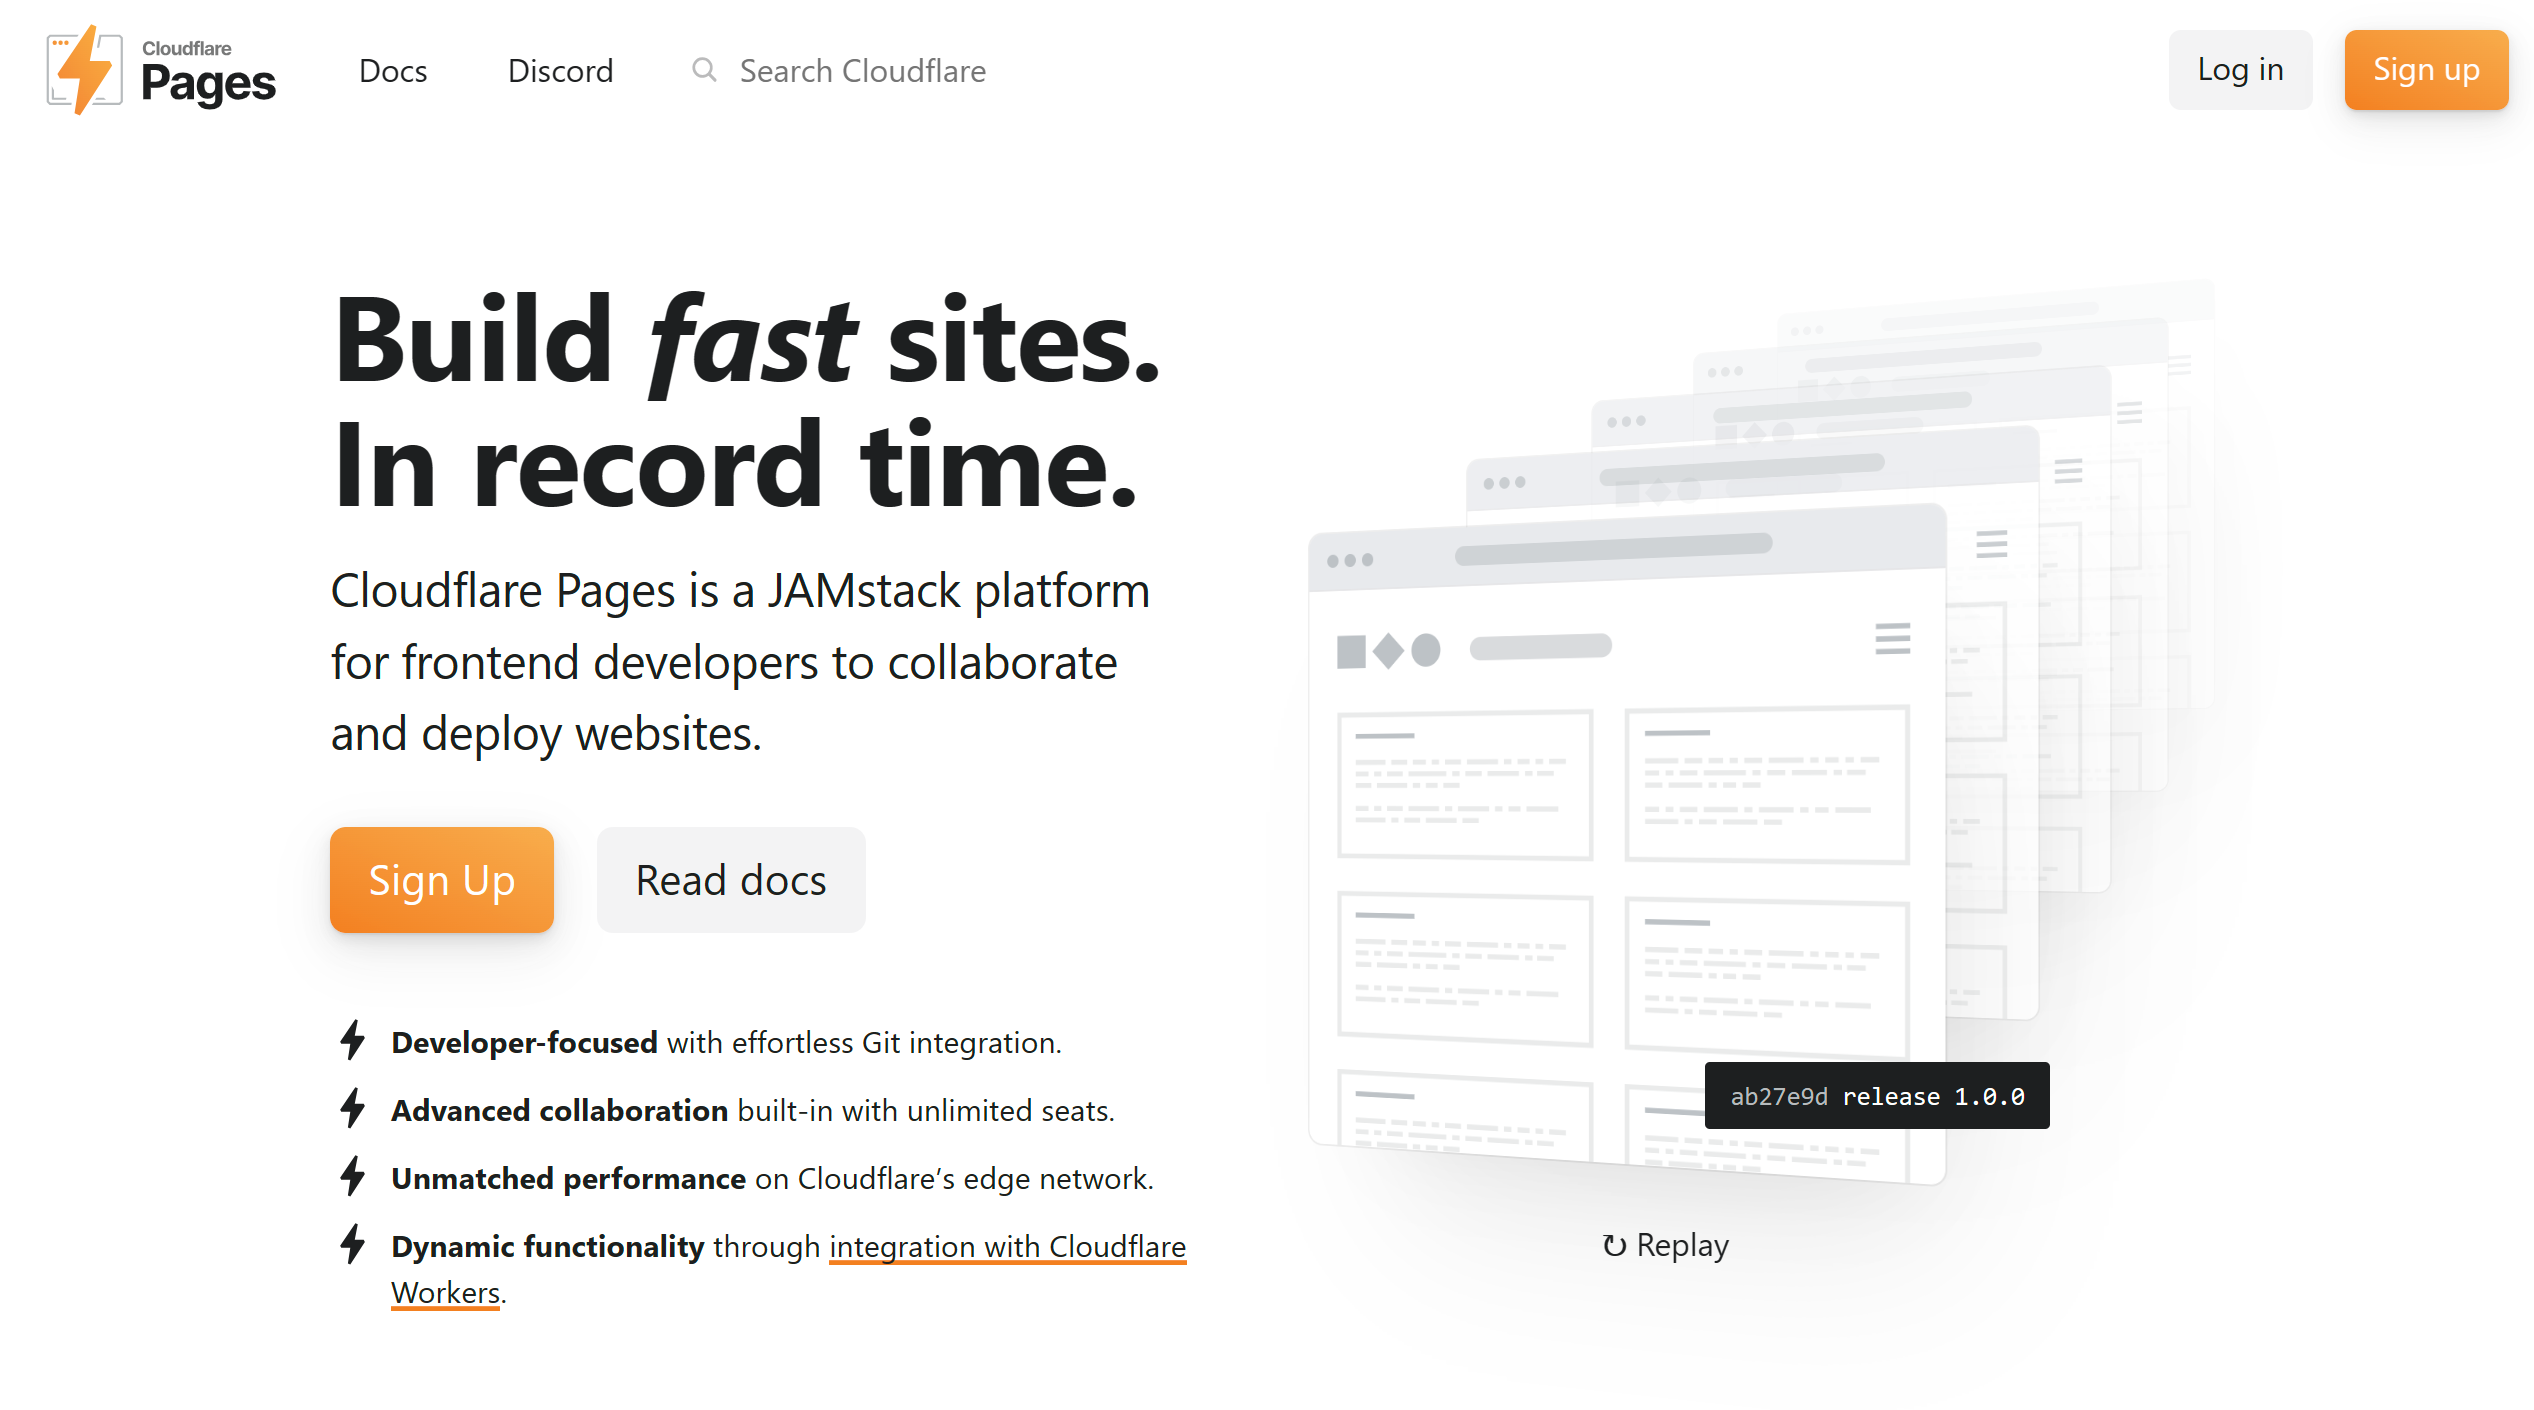 Cloudflare
Pages
Docs
Discord
Search Cloudflare
Log in
Sign up
Build fast sites.
In record time.
Cloudflare Pages is a JAMstack platform
for frontend developers to collaborate
and deploy websites.
Sign Up
Read docs
Developer-focused with effortless Git integration.
Advanced collaboration built-in with unlimited seats.
Unmatched performance on Cloudflare’s edge network.
Dynamic functionality through integration with Cloudflare
Workers.
ab27e9d release 1.0.0
↻ Replay